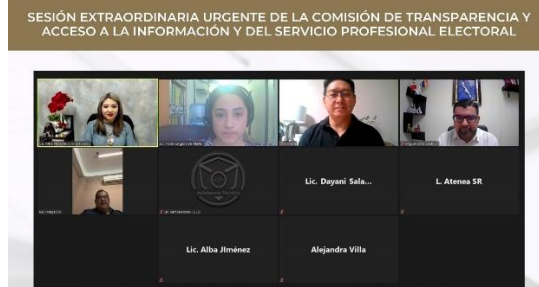 SESIÓN EXTRAORDINARIA URGENTE DE LA COMISIÓN DE TRANSPARENCIA Y
ACCESO A LA INFORMACIÓN Y DEL SERVICIO PROFESIONAL ELECTORAL
Lic. Dayani Sala...
L. Atenea SR
Lic. Alba JIménez
Alejandra Villa